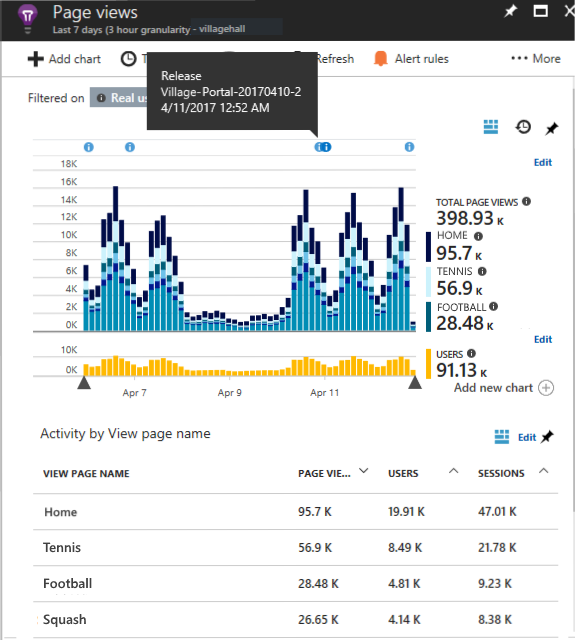 Page views
Last 7 days (3 hour granularity - villagehall
Add chart
Refresh
Alert rules
More
Release
Village-Portal-20170410-2
4/11/2017 12:52 AM
Filtered on
Real us
Edit
18K
16K
14K
12K
10K
8K
6K
4K
2K
0K
TOTAL PAGE VIEWS
398.93 K
HOME
95.7 K
TENNIS
56.9 K
FOOTBALL
28.48 K
Edit
10K
0K
USERS
91.13 K
Apr 7
Apr 9
Apr 11
Add new chart
Activity by View page name
Edit
VIEW PAGE NAME PAGE VIE... USERS SESSIONS
Home 95.7 K 19.91 K 47.01 K
Tennis 56.9 K 8.49 K 21.78 K
Football 28.48 K 4.81 K 9.23 K
Squash 26.65 K 4.14 K 8.38 K